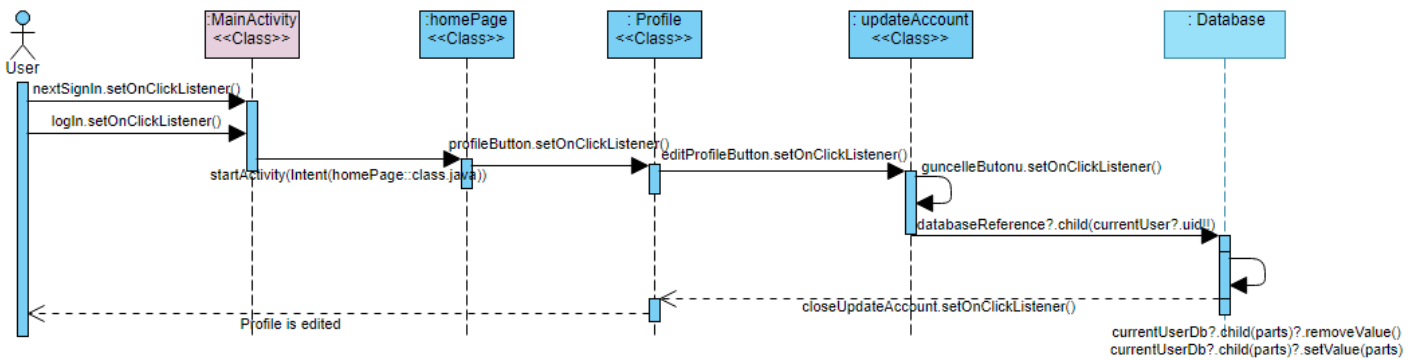 :MainActivity
<<Class>>
:homePage
<<Class>>
: Profile
<<Class>>
: updateAccount
<<Class>>
: Database
User
nextSignIn.setOnClickListener()
logIn.setOnClickListener()
profileButton.setOnClickListener()
editProfileButton.setOnClickListener()
guncelleButonu.setOnClickListener()
startActivity(Intent(homePage::class.java))
databaseReference?.child(currentUser?.uid!!)
closeUpdateAccount.setOnClickListener()
Profile is edited
currentUserDb?.child(parts)?.removeValue()
currentUserDb?.child(parts)?.setValue(parts)